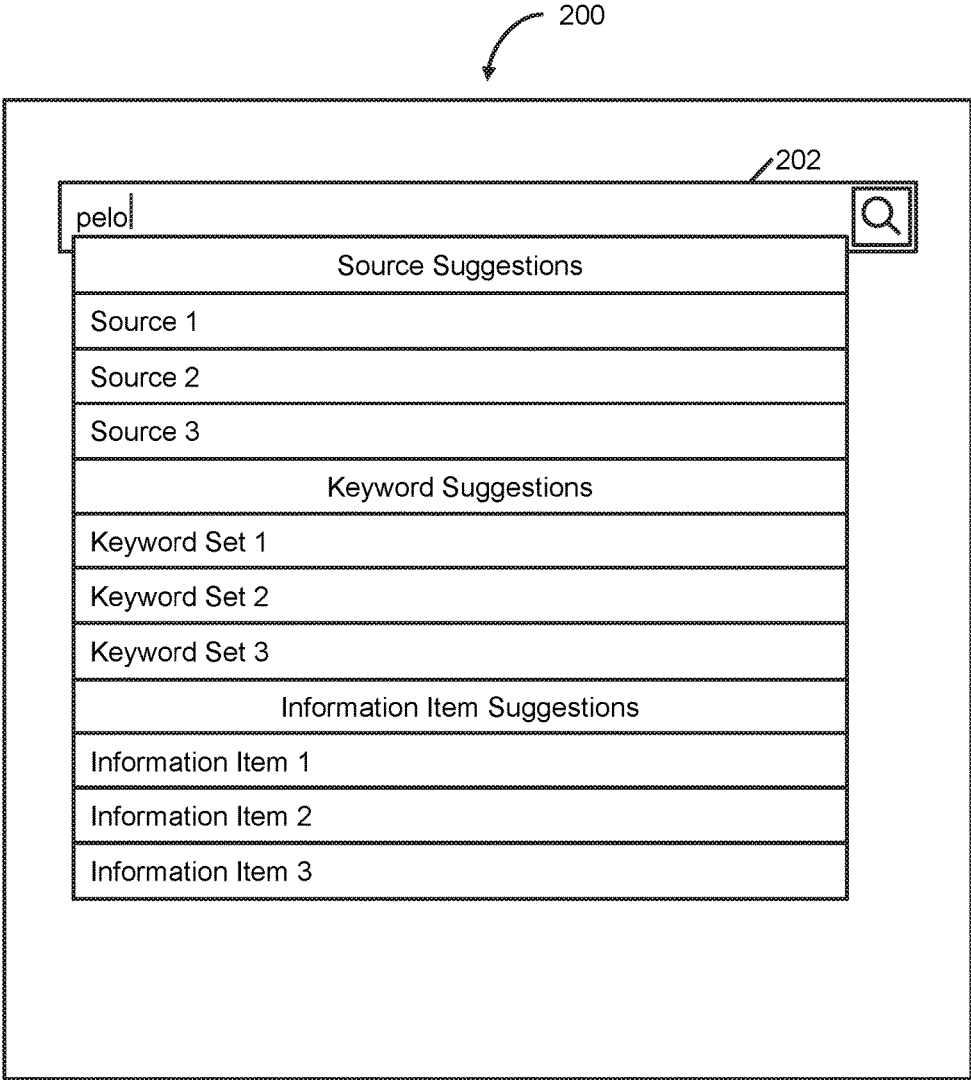 200
202
pelo
Source Suggestions
Source 1
Source 2
Source 3
Keyword Suggestions
Keyword Set 1
Keyword Set 2
Keyword Set 3
Information Item Suggestions
Information Item 1
Information Item 2
Information Item 3